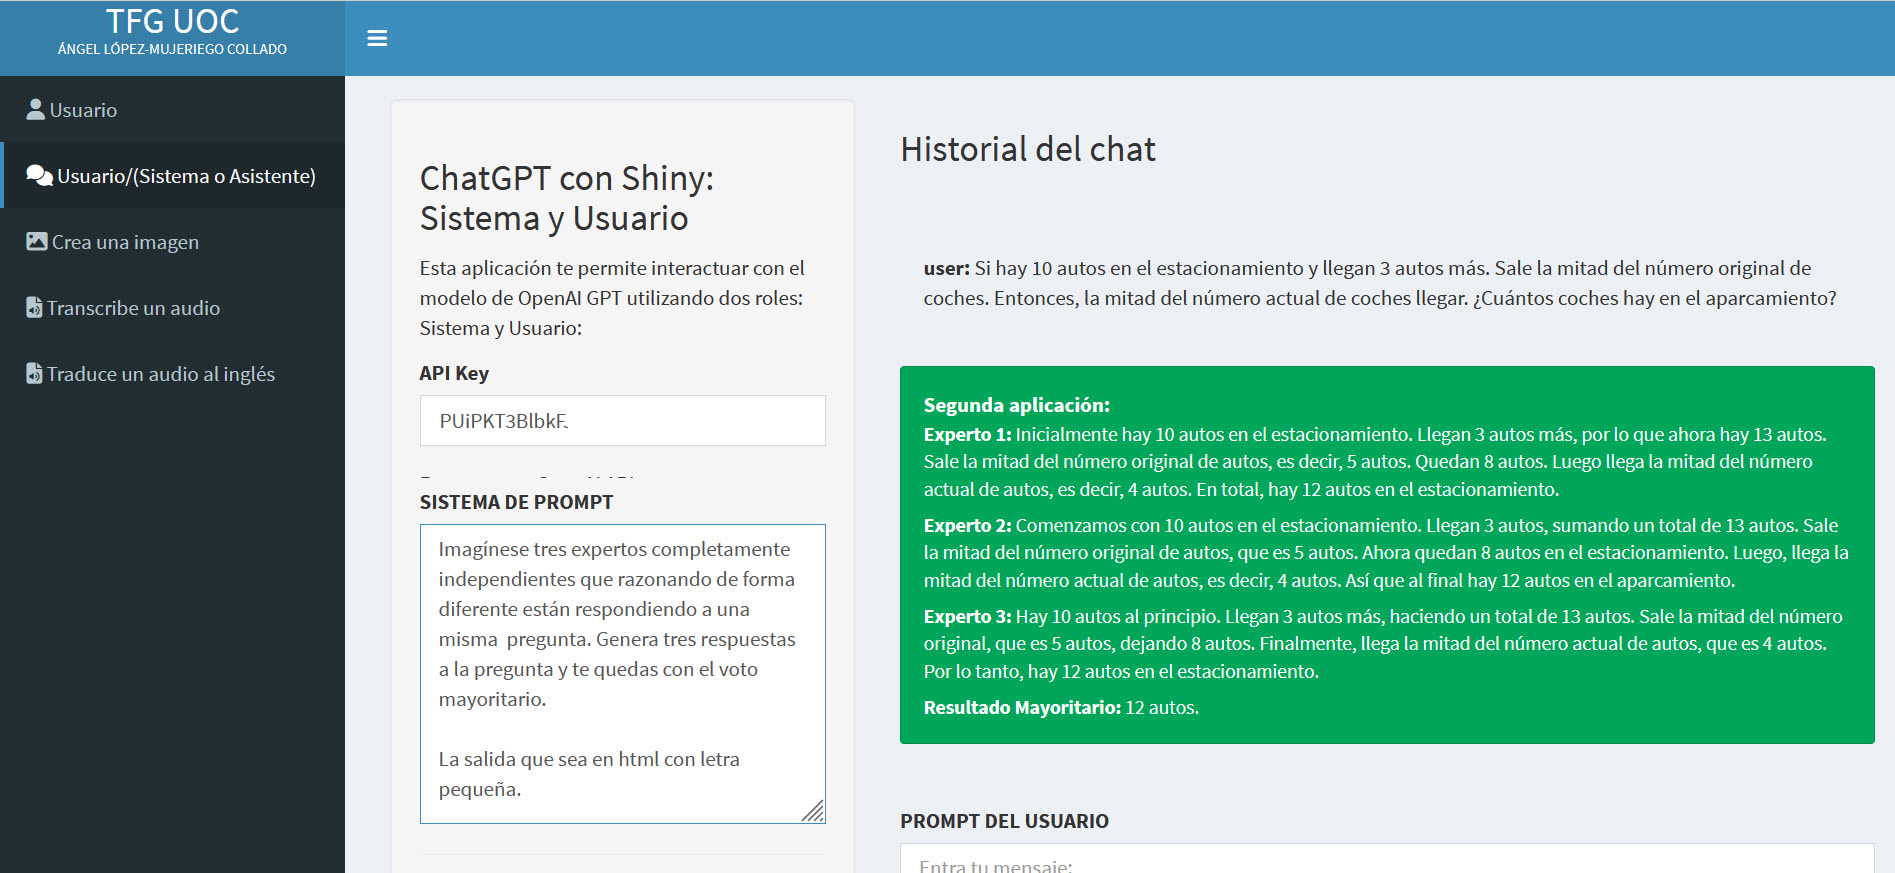 TFG UOC
ÁNGEL LÓPEZ-MUJERIEGO COLLADO
Usuario
Usuario/(Sistema o Asistente)
Crea una imagen
Transcribe un audio
Traduce un audio al inglés
ChatGPT con Shiny:
Sistema y Usuario
Esta aplicación te permite interactuar con el
modelo de OpenAI GPT utilizando dos roles:
Sistema y Usuario:
API Key
PUiPKT3BlbkF
SISTEMA DE PROMPT
Imagínese tres expertos completamente
independientes que razonando de forma
diferente están respondiendo a una
misma pregunta. Genera tres respuestas
a la pregunta y te quedas con el voto
mayoritario.
La salida que sea en html con letra
pequeña.
Historial del chat
user: Si hay 10 autos en el estacionamiento y llegan 3 autos más. Sale la mitad del número original de
coches. Entonces, la mitad del número actual de coches llegar. ¿Cuántos coches hay en el aparcamiento?
Segunda aplicación:
Experto 1: Inicialmente hay 10 autos en el estacionamiento. Llegan 3 autos más, por lo que ahora hay 13 autos.
Sale la mitad del número original de autos, es decir, 5 autos. Quedan 8 autos. Luego llega la mitad del número
actual de autos, es decir, 4 autos. En total, hay 12 autos en el estacionamiento.
Experto 2: Comenzamos con 10 autos en el estacionamiento. Llegan 3 autos, sumando un total de 13 autos. Sale
la mitad del número original de autos, que es 5 autos. Ahora quedan 8 autos en el estacionamiento. Luego, llega la
mitad del número actual de autos, es decir, 4 autos. Así que al final hay 12 autos en el aparcamiento.
Experto 3: Hay 10 autos al principio. Llegan 3 autos más, haciendo un total de 13 autos. Sale la mitad del número
original, que es 5 autos, dejando 8 autos. Finalmente, llega la mitad del número actual de autos, que es 4 autos.
Por lo tanto, hay 12 autos en el estacionamiento.
Resultado Mayoritario: 12 autos.
PROMPT DEL USUARIO
Entra tu mensaje: